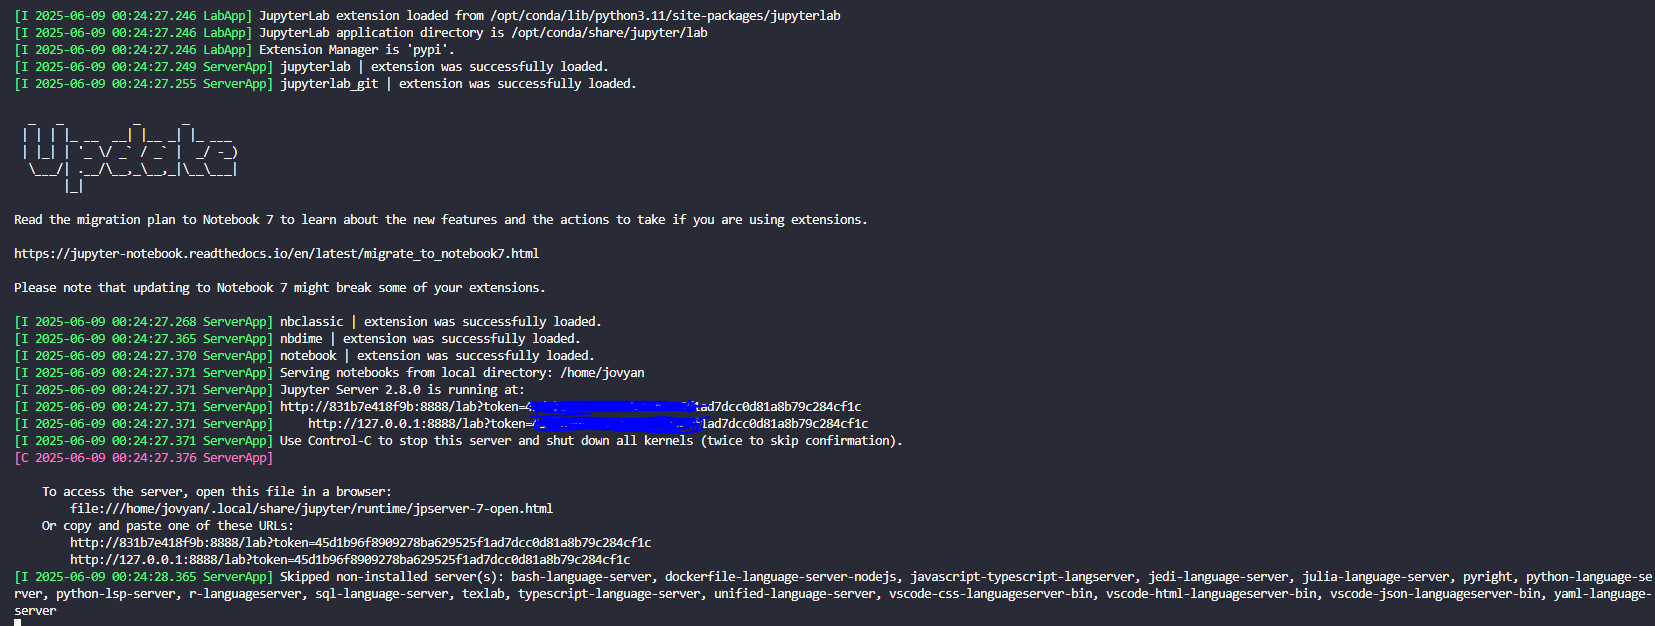 [I 2025-06-09 00:24:27.246 LabApp] JupyterLab extension loaded from /opt/conda/lib/python3.11/site-packages/jupyterlab
[I 2025-06-09 00:24:27.246 LabApp] JupyterLab application directory is /opt/conda/share/jupyter/lab
[I 2025-06-09 00:24:27.246 LabApp] Extension Manager is 'pypi'.
[I 2025-06-09 00:24:27.249 ServerApp] jupyterlab | extension was successfully loaded.
[I 2025-06-09 00:24:27.255 ServerApp] jupyterlab_git | extension was successfully loaded.
Update
Read the migration plan to Notebook 7 to learn about the new features and the actions to take if you are using extensions.
https://jupyter-notebook.readthedocs.io/en/latest/migrate_to_notebook7.html
Please note that updating to Notebook 7 might break some of your extensions.
[I 2025-06-09 00:24:27.268 ServerApp] nbclassic | extension was successfully loaded.
[I 2025-06-09 00:24:27.365 ServerApp] nbdime | extension was successfully loaded.
[I 2025-06-09 00:24:27.370 ServerApp] notebook | extension was successfully loaded.
[I 2025-06-09 00:24:27.371 ServerApp] Serving notebooks from local directory: /home/jovyan
[I 2025-06-09 00:24:27.371 ServerApp] Jupyter Server 2.8.0 is running at:
[I 2025-06-09 00:24:27.371 ServerApp] http://831b7e418f9b:8888/lab?token=4 1ad7dcc0d81a8b79c284cf1c
[I 2025-06-09 00:24:27.371 ServerApp]     http://127.0.0.1:8888/lab?token= 1ad7dcc0d81a8b79c284cf1c
[I 2025-06-09 00:24:27.371 ServerApp] Use Control-C to stop this server and shut down all kernels (twice to skip confirmation).
[C 2025-06-09 00:24:27.376 ServerApp]
To access the server, open this file in a browser:
file:///home/jovyan/.local/share/jupyter/runtime/jpserver-7-open.html
Or copy and paste one of these URLs:
http://831b7e418f9b:8888/lab?token=45d1b96f8909278ba629525f1ad7dcc0d81a8b79c284cf1c
http://127.0.0.1:8888/lab?token=45d1b96f8909278ba629525f1ad7dcc0d81a8b79c284cf1c
[I 2025-06-09 00:24:28.365 ServerApp] Skipped non-installed server(s): bash-language-server, dockerfile-language-server-nodejs, javascript-typescript-langserver, jedi-language-server, julia-language-server, pyright, python-language-se
rver, python-lsp-server, r-languageserver, sql-language-server, texlab, typescript-language-server, unified-language-server, vscode-css-languageserver-bin, vscode-html-languageserver-bin, vscode-json-languageserver-bin, yaml-language-
server